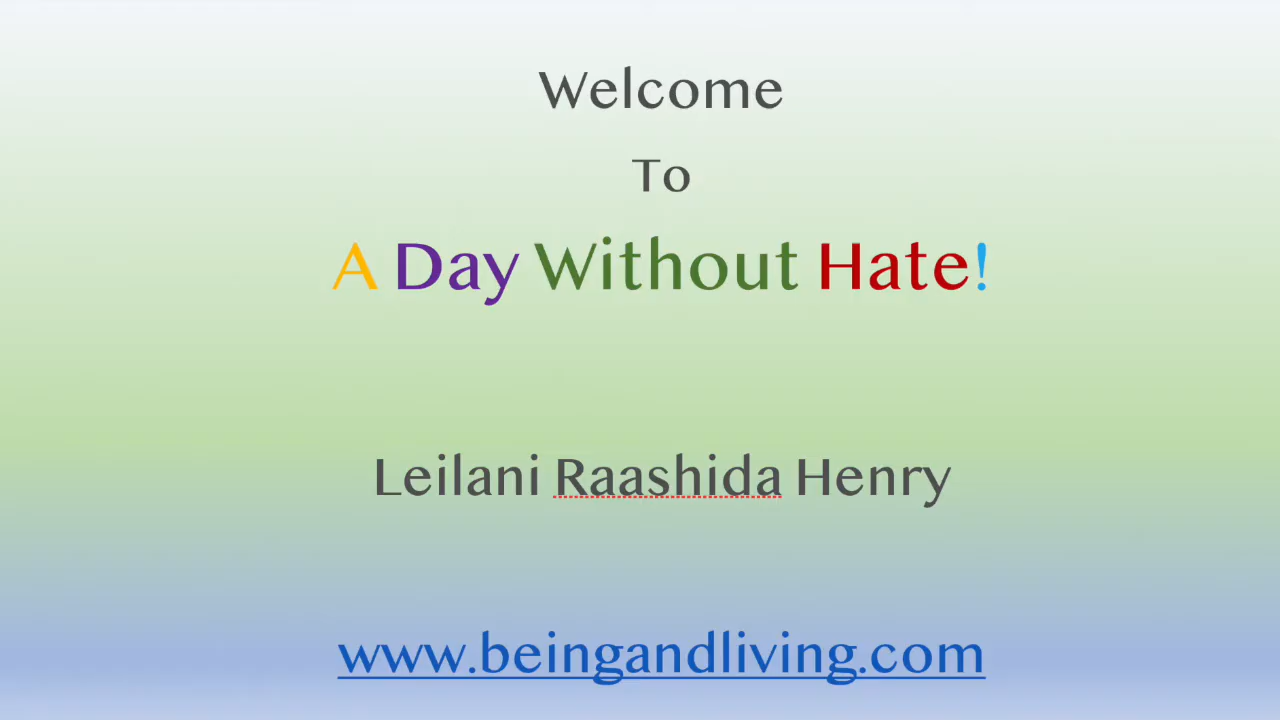 Welcome
To
A Day Without Hate!
Leilani Raashida Henry
www.beingandliving.com